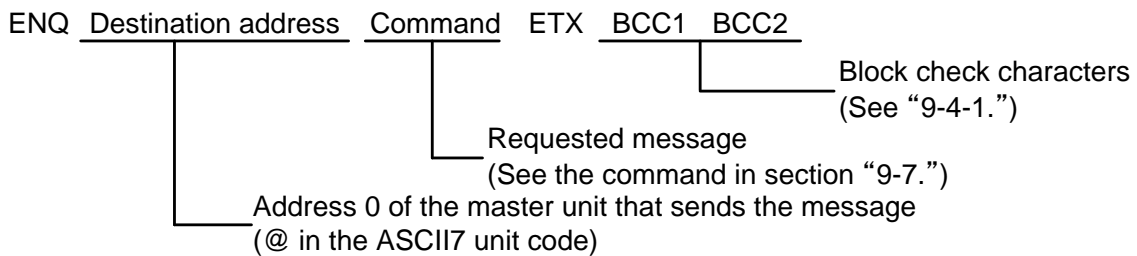 ENQ Destination address Command ETX BCC1 BCC2
Block check characters
(See “9-4-1.”)
Requested message
(See the command in section “9-7.”)
Address 0 of the master unit that sends the message
(@ in the ASCII7 unit code)